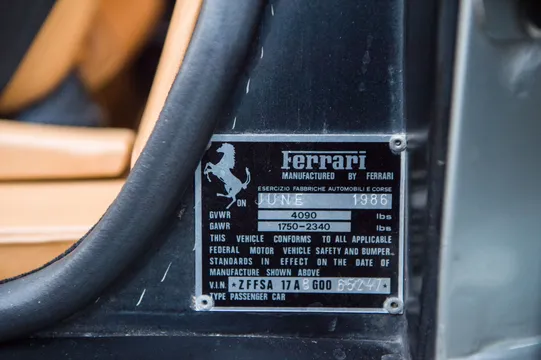 Ferrari
MANUFACTURED BY FERRARI
ESERCIZIO FABBRICHE AUTOMOBILI E CORSE
ON JUNE 1986
GVWR 4090 lbs
GAWR 1750-2340 lbs
THIS VEHICLE CONFORMS TO ALL APPLICABLE
FEDERAL MOTOR VEHICLE SAFETY AND BUMPER
STANDARDS IN EFFECT ON THE DATE OF
MANUFACTURE SHOWN ABOVE
V.I.N. ZFFSA 17A 8 G00
TYPE PASSENGER CAR